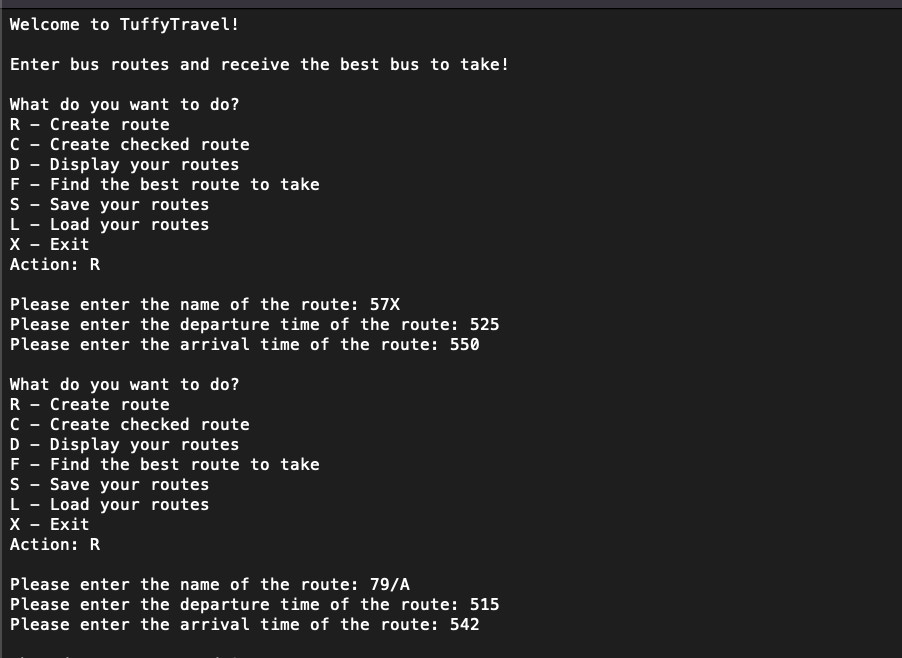 Welcome to TuffyTravel!
Enter bus routes and receive the best bus to take!
What do you want to do?
R – Create route
C – Create checked route
D – Display your routes
F – Find the best route to take
S – Save your routes
L – Load your routes
X – Exit
Action: R
Please enter the name of the route: 57X
Please enter the departure time of the route: 525
Please enter the arrival time of the route: 550
What do you want to do?
R – Create route
C – Create checked route
D – Display your routes
F – Find the best route to take
S – Save your routes
L – Load your routes
X – Exit
Action: R
Please enter the name of the route: 79/A
Please enter the departure time of the route: 515
Please enter the arrival time of the route: 542